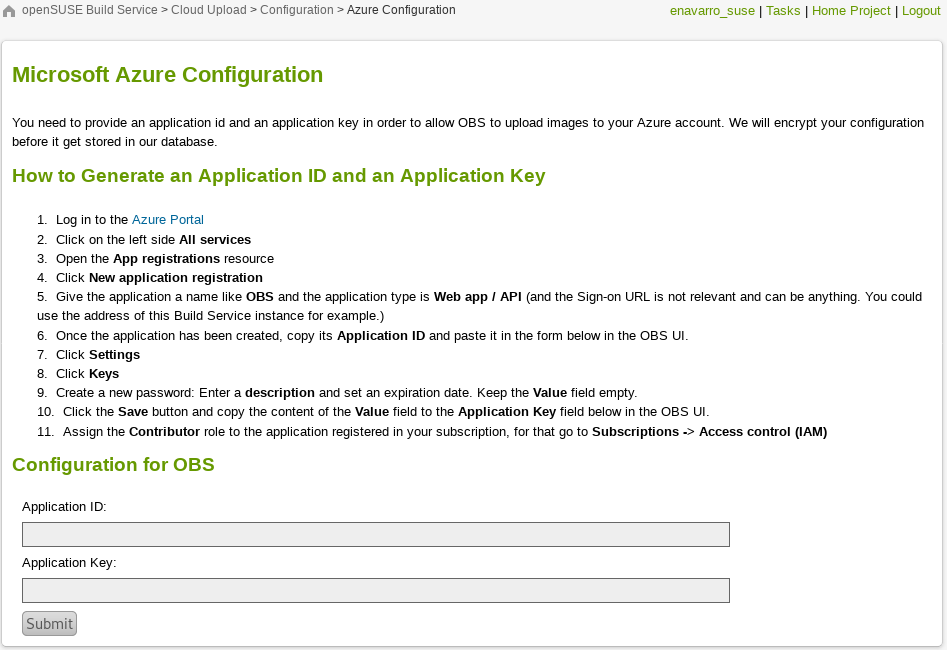 openSUSE Build Service > Cloud Upload > Configuration > Azure Configuration
enavarro_suse | Tasks | Home Project | Logout
Microsoft Azure Configuration
You need to provide an application id and an application key in order to allow OBS to upload images to your Azure account. We will encrypt your configuration
before it get stored in our database.
How to Generate an Application ID and an Application Key
1. Log in to the Azure Portal
2. Click on the left side All services
3. Open the App registrations resource
4. Click New application registration
5. Give the application a name like OBS and the application type is Web app / API (and the Sign-on URL is not relevant and can be anything. You could
use the address of this Build Service instance for example.)
6. Once the application has been created, copy its Application ID and paste it in the form below in the OBS UI.
7. Click Settings
8. Click Keys
9. Create a new password: Enter a description and set an expiration date. Keep the Value field empty.
10. Click the Save button and copy the content of the Value field to the Application Key field below in the OBS UI.
11. Assign the Contributor role to the application registered in your subscription, for that go to Subscriptions -> Access control (IAM)
Configuration for OBS
Application ID:
Application Key:
Submit